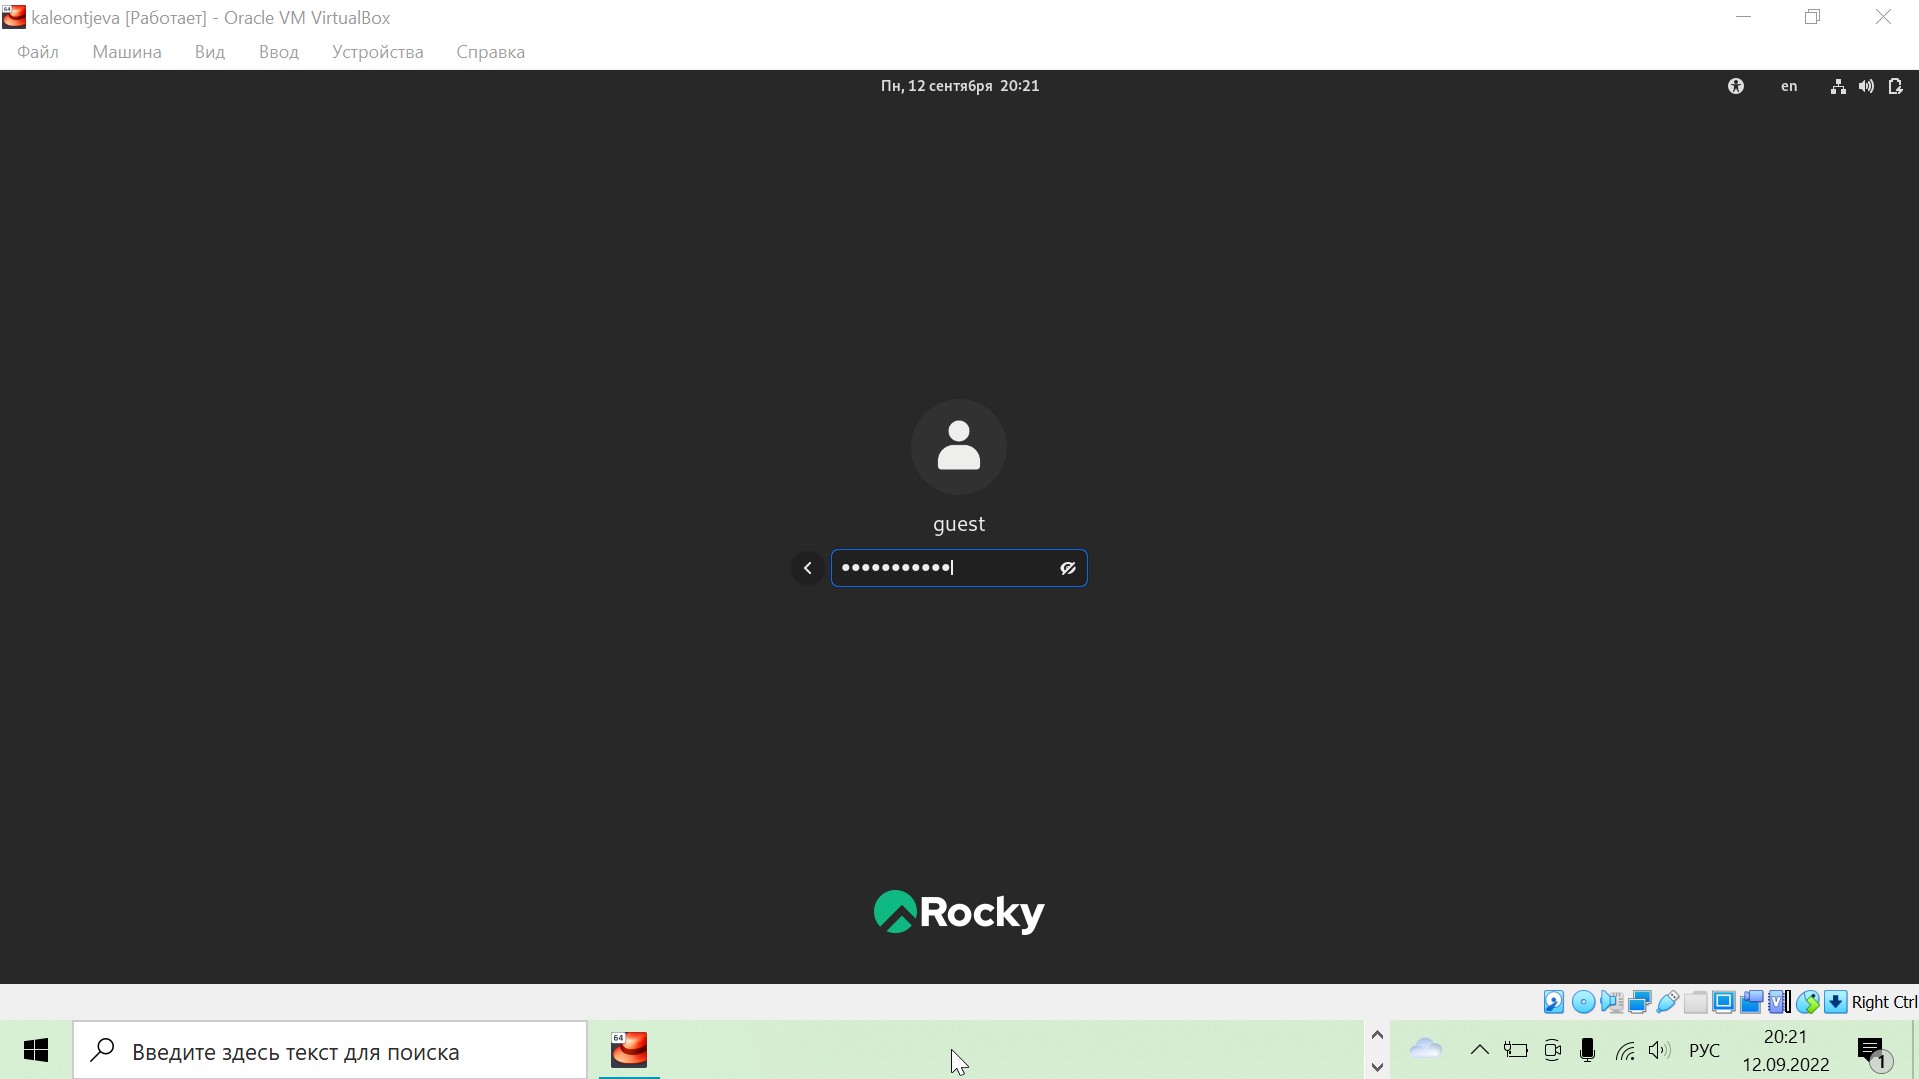 kaleontjeva [Работает] - Oracle VM VirtualBox
Файл Машина Вид Ввод Устройства Справка
Пн, 12 сентября 20:21
en
guest
Rocky
Right Ctrl
Введите здесь текст для поиска
64
РУС
20:21
12.09.2022
1